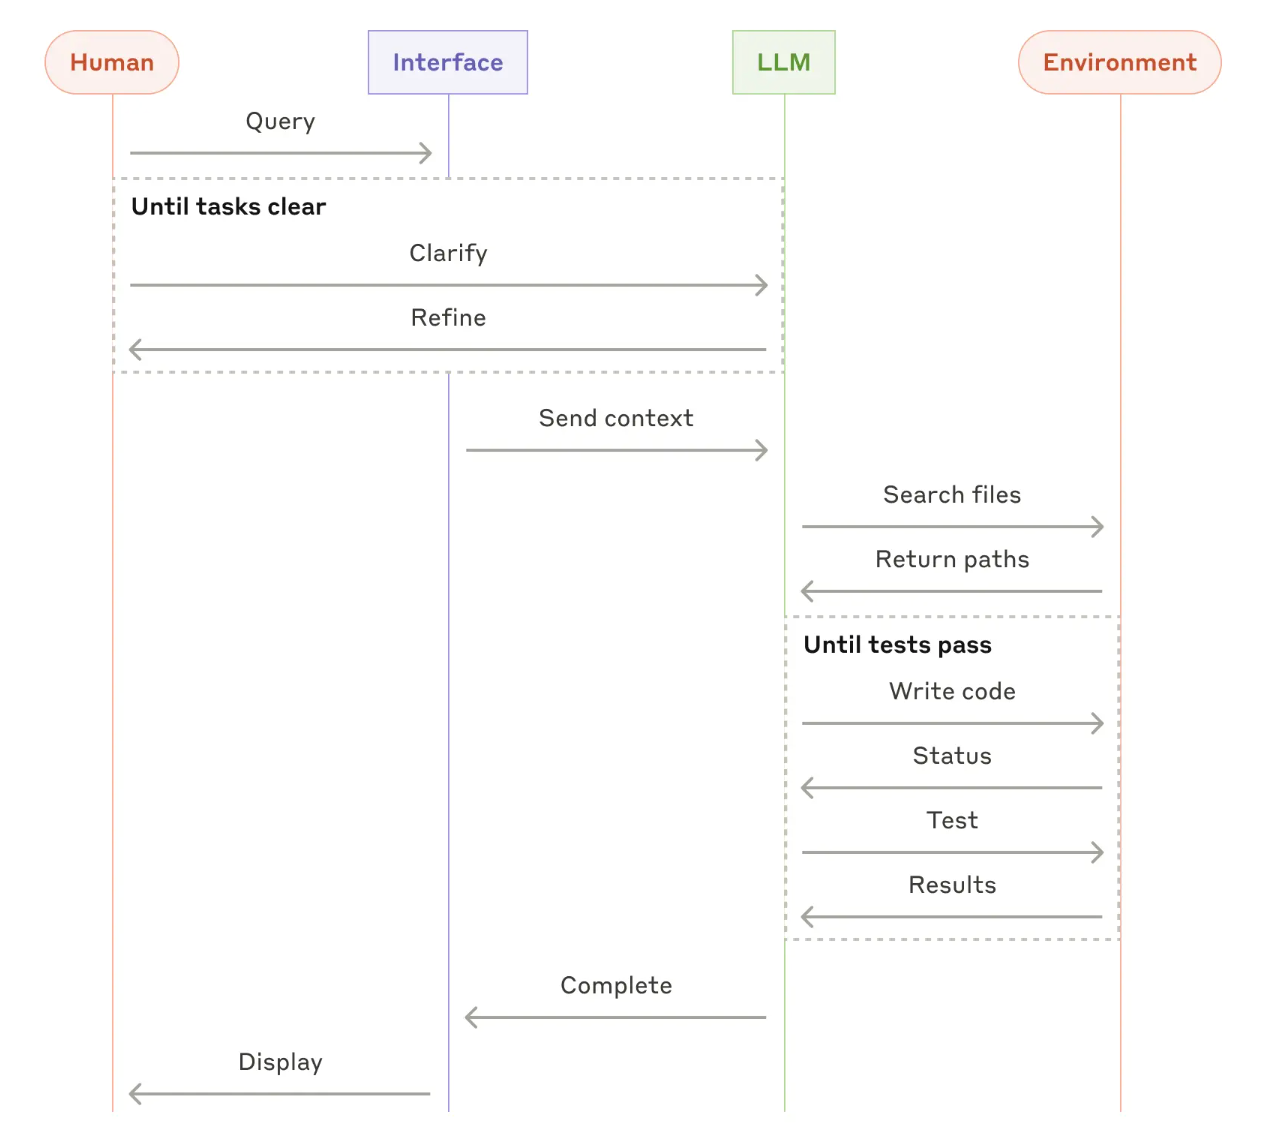 Human
Interface
LLM
Environment
Query
Until tasks clear
Clarify
Refine
Send context
Search files
Return paths
Until tests pass
Write code
Status
Test
Results
Complete
Display